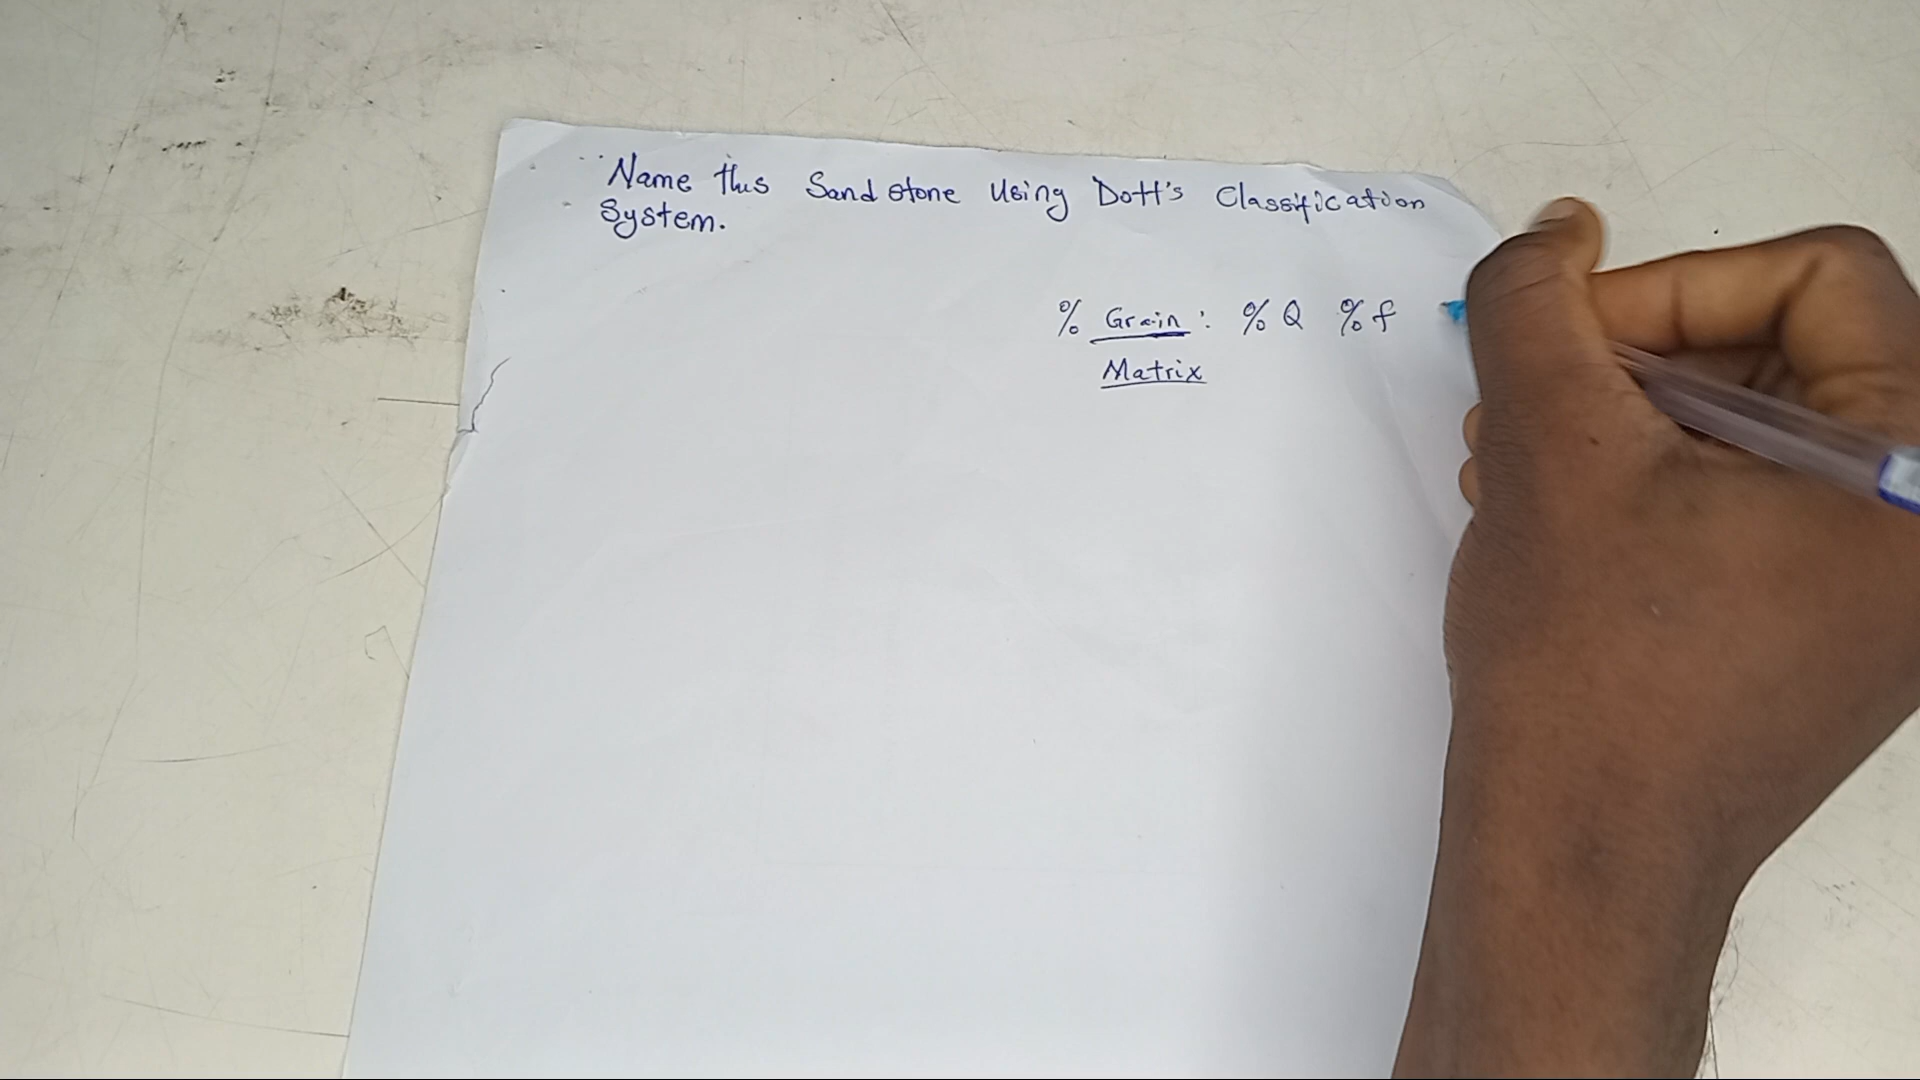 Name this Sandstone Using Dott's Classification
System.
% Grain : % Q % f
Matrix